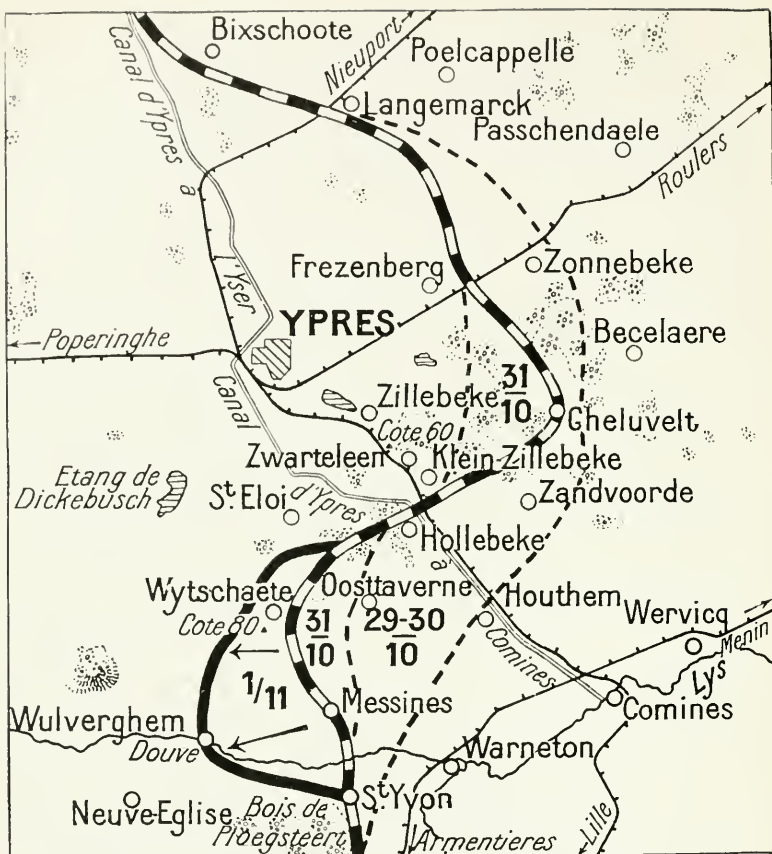 Bixschoote
Canal d'Ypres à l'Yser
Nieuport
Poelcappelle
Langemarck
Passchendaele
Roulers
Frezenberg
Zonnebeke
YPRES
Poperinghe
Becelaere
31
10
Zillebeke
Gheluvelt
Cote 60
Canal d'Ypres à Comines
Zwarteleen
Klein Zillebeke
Etang de
Dickebusch
St. Eloi
Zandvoorde
Hollebeke
Oosttaverne
Wytschaete
Cote 80
31
10
29-30
10
Houthem
Wervicq
Menin
Lys
1/11
Messines
Comines
Wulverghem
Douve
Warneton
Neuve-Eglise
St. Yvon
Bois de
Ploegsteert
Armentieres
Lille